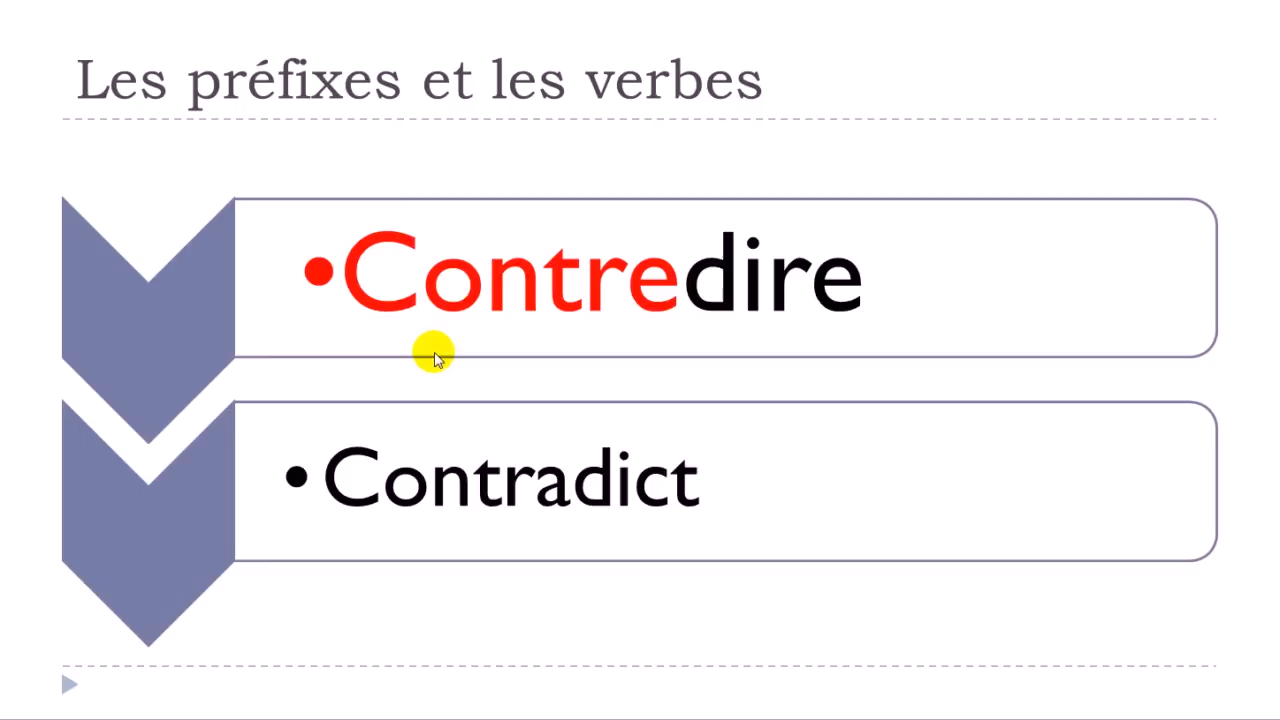 Les préfixes et les verbes
•Contredire
• Contradict